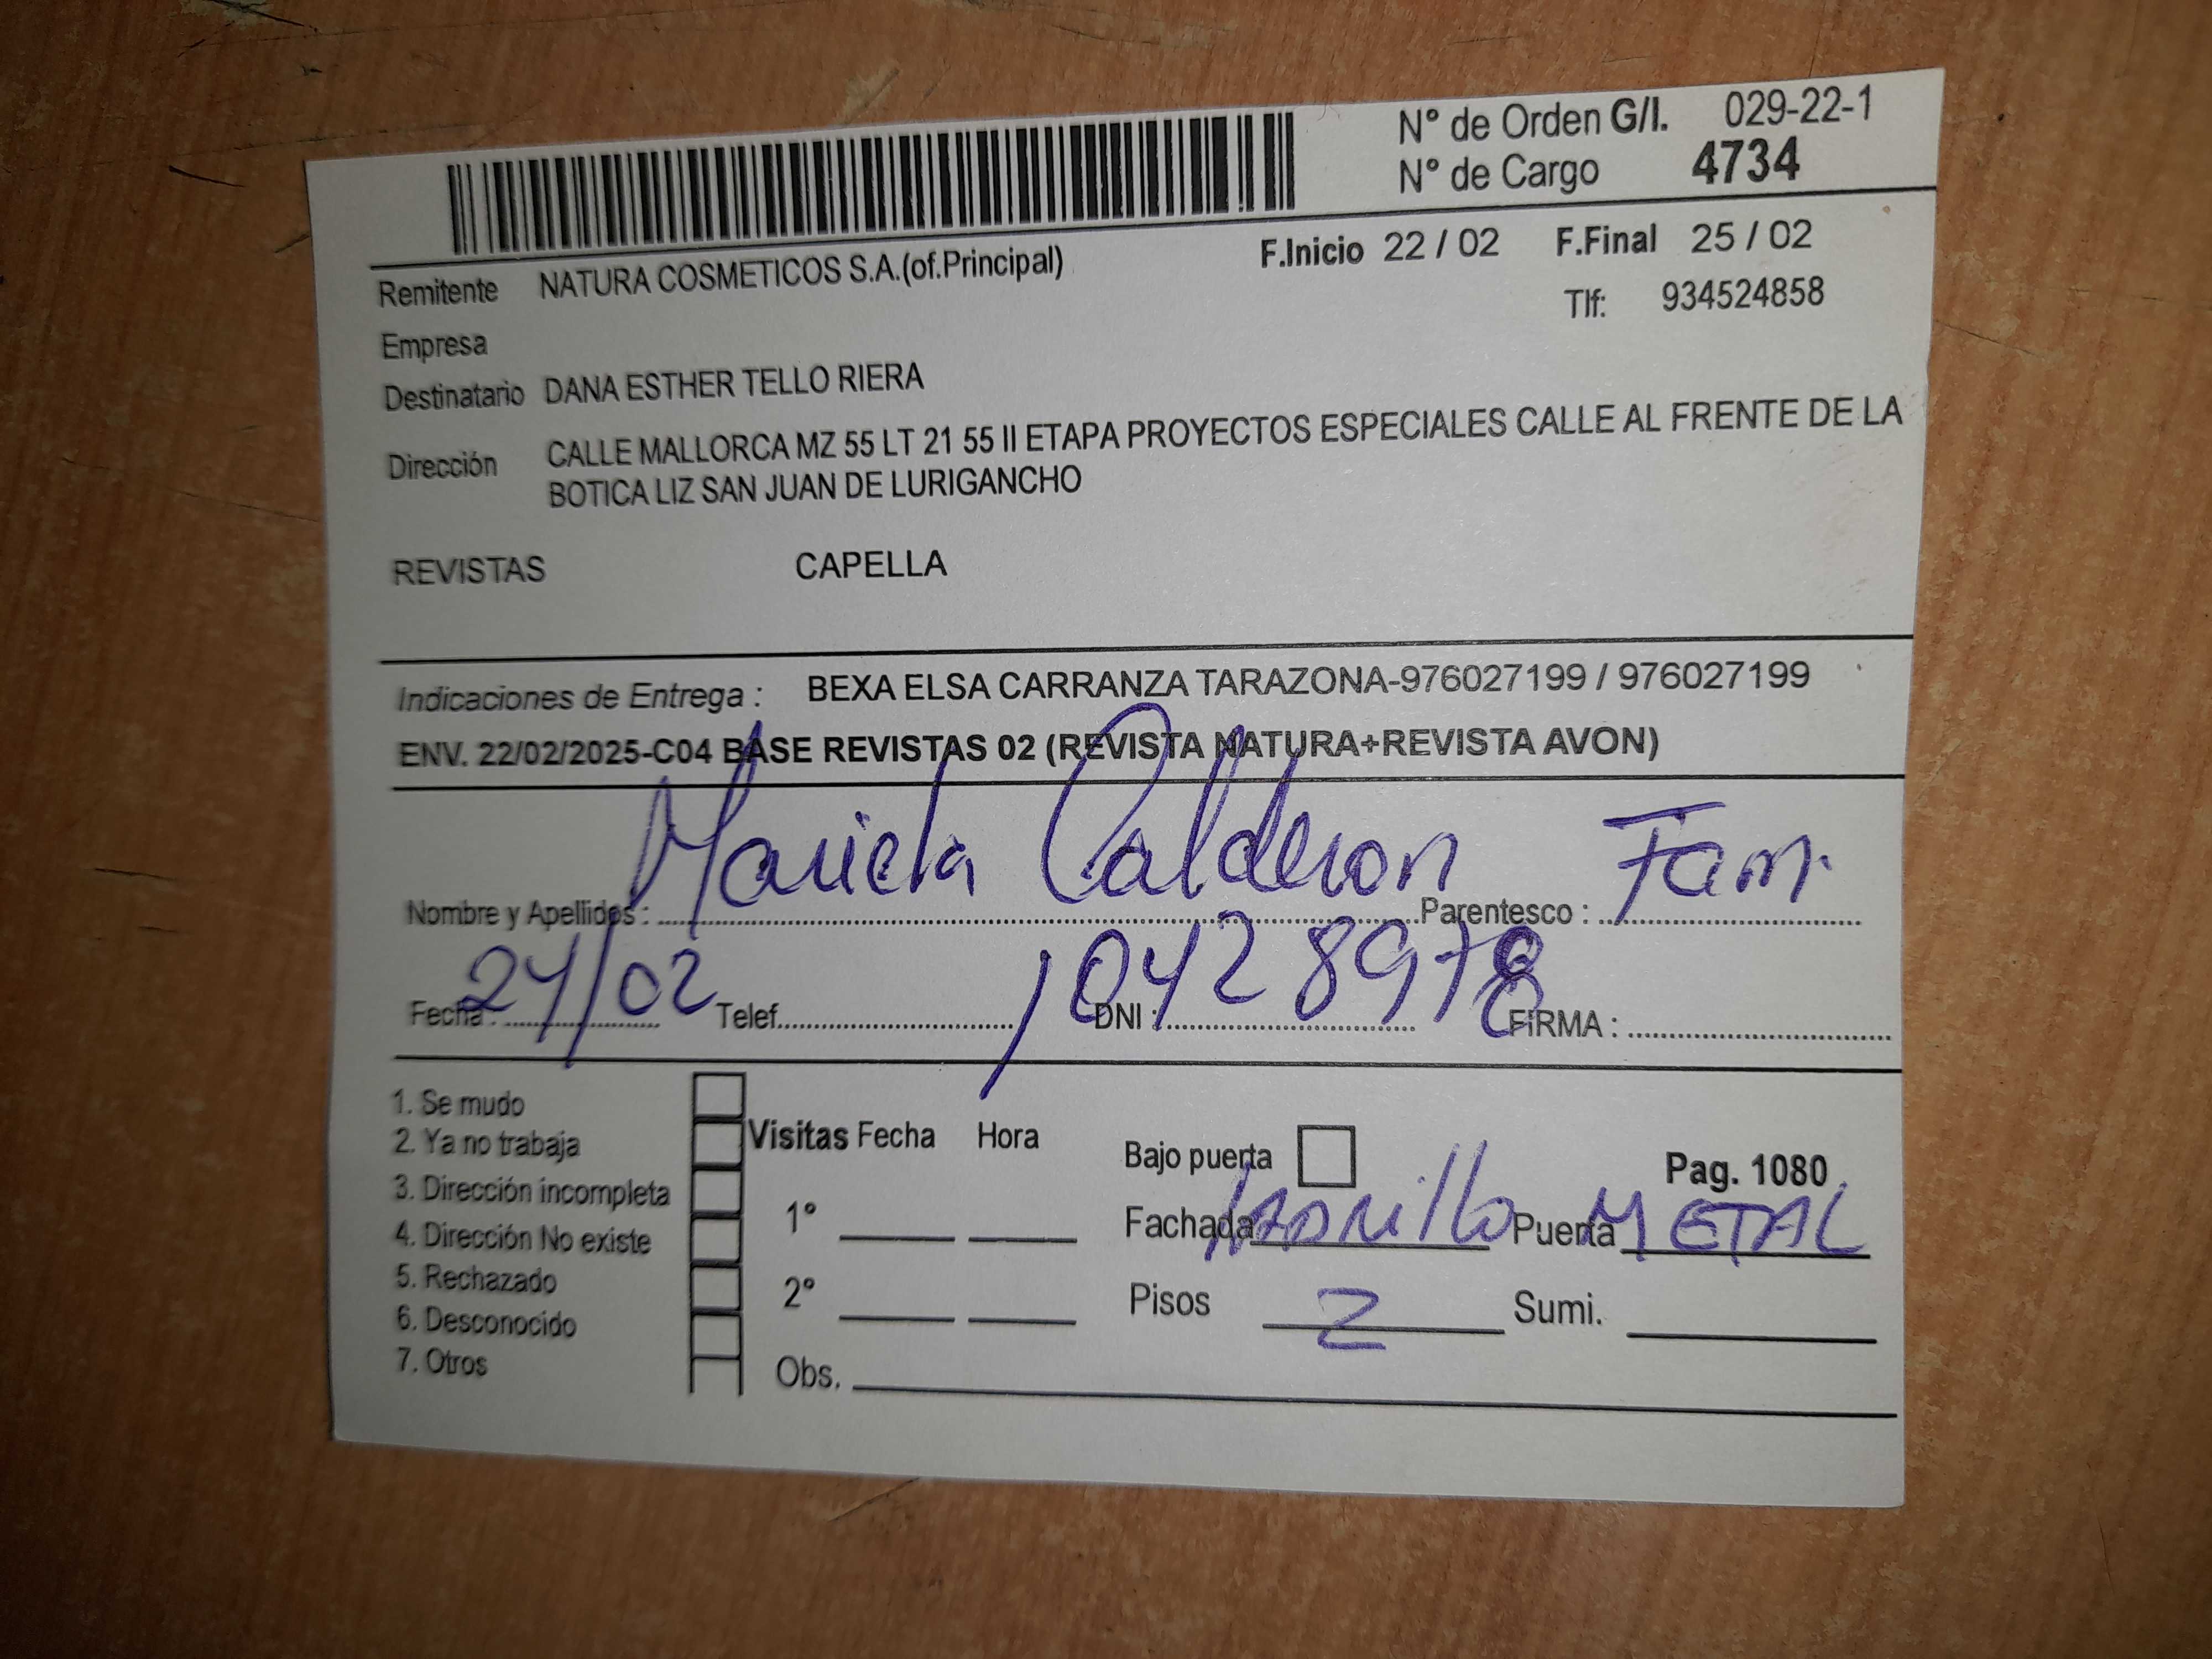 N° de Orden G/I. 029-22-1
N° de Cargo 4734
Remitente NATURA COSMETICOS S.A.(of.Principal) F.Inicio 22 / 02 F.Final 25 / 02
Tlf: 934524858
Empresa
Destinatario DANA ESTHER TELLO RIERA
Dirección CALLE MALLORCA MZ 55 LT 21 55 II ETAPA PROYECTOS ESPECIALES CALLE AL FRENTE DE LA
BOTICA LIZ SAN JUAN DE LURIGANCHO
REVISTAS CAPELLA
Indicaciones de Entrega : BEXA ELSA CARRANZA TARAZONA-976027199 / 976027199
ENV. 22/02/2025-C04 BASE REVISTAS 02 (REVISTA NATURA+REVISTA AVON)
Nombre y Apellidos : Mariela Calderon Parentesco : Fam.
Fecha : 24/02 Telef. DNI : 10428978 FIRMA :
1. Se mudo
2. Ya no trabaja
3. Dirección incompleta
4. Dirección No existe
5. Rechazado
6. Desconocido
7. Otros
Visitas Fecha Hora
1°
2°
Obs.
Bajo puerta Pag. 1080
Fachada LADRILLO Puerta METAL
Pisos 2 Sumi.